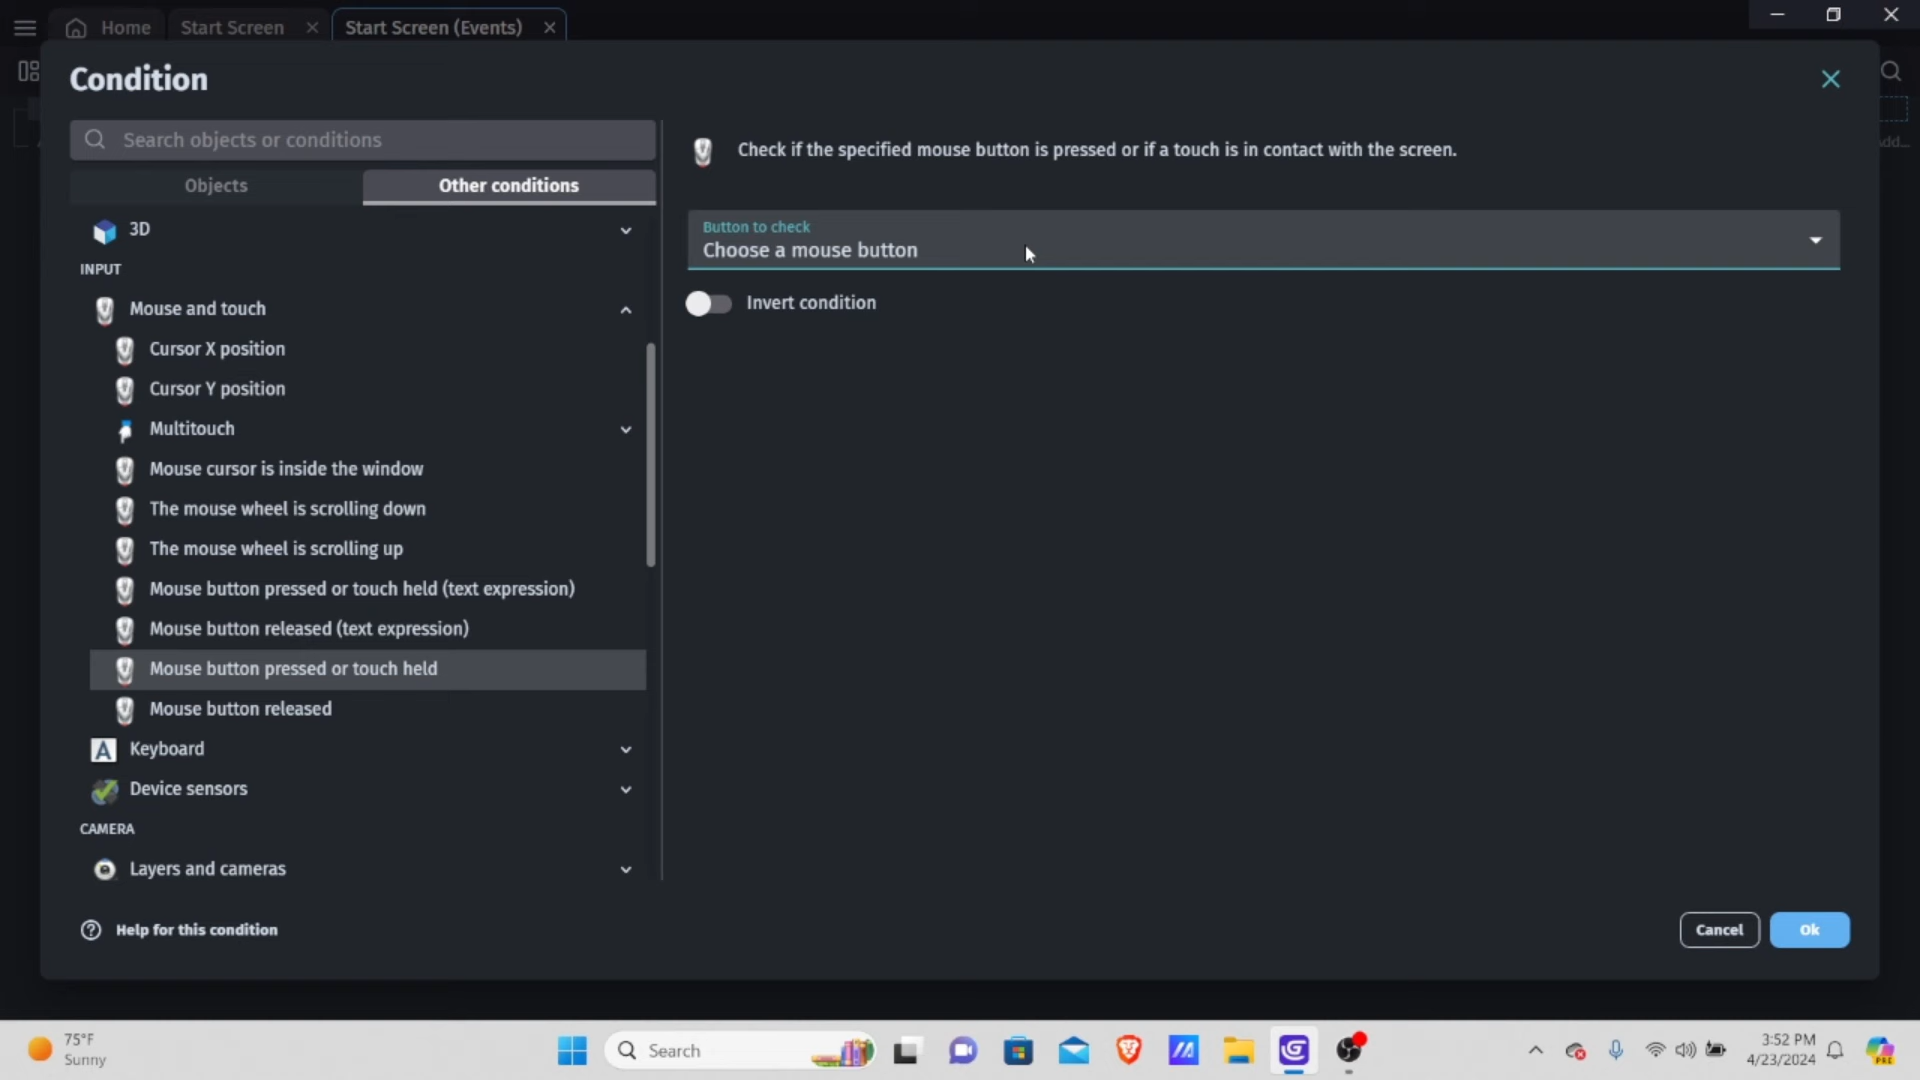 Home
Start Screen
Start Screen (Events)
Condition
Search objects or conditions
Objects
Other conditions
3D
INPUT
Mouse and touch
Cursor X position
Cursor Y position
Multitouch
Mouse cursor is inside the window
The mouse wheel is scrolling down
The mouse wheel is scrolling up
Mouse button pressed or touch held (text expression)
Mouse button released (text expression)
Mouse button pressed or touch held
Mouse button released
Keyboard
Device sensors
CAMERA
Layers and cameras
Help for this condition
Check if the specified mouse button is pressed or if a touch is in contact with the screen.
Button to check
Choose a mouse button
Invert condition
Cancel
Ok
75°F
Sunny
Search
3:52 PM
4/23/2024
PRE